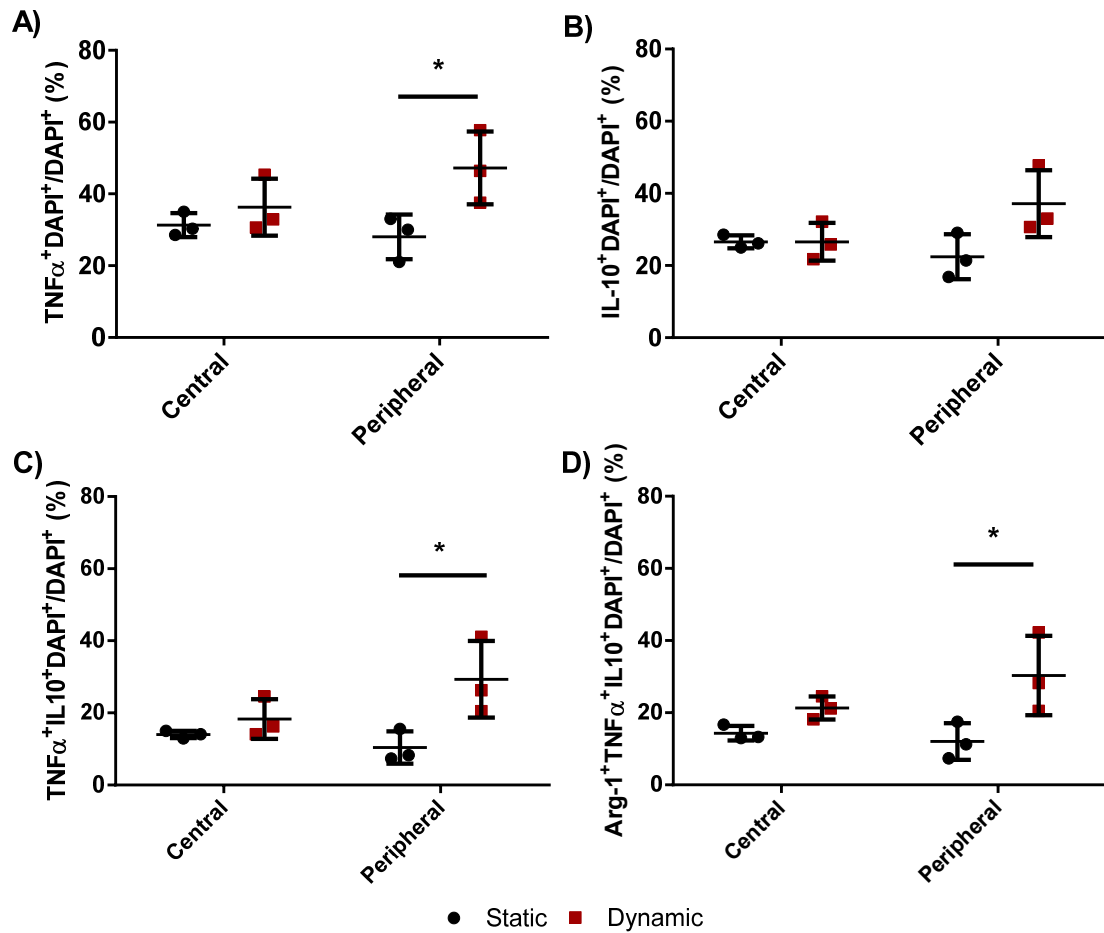 A)
TNFα⁺DAPI⁺/DAPI⁺ (%)
80
60
40
20
0
*
Central
Peripheral
B)
IL-10⁺DAPI⁺/DAPI⁺ (%)
80
60
40
20
0
Central
Peripheral
C)
TNFα⁺IL10⁺DAPI⁺/DAPI⁺ (%)
80
60
40
20
0
*
Central
Peripheral
D)
Arg-1⁺TNFα⁺IL10⁺DAPI⁺/DAPI⁺ (%)
80
60
40
20
0
*
Central
Peripheral
Static Dynamic